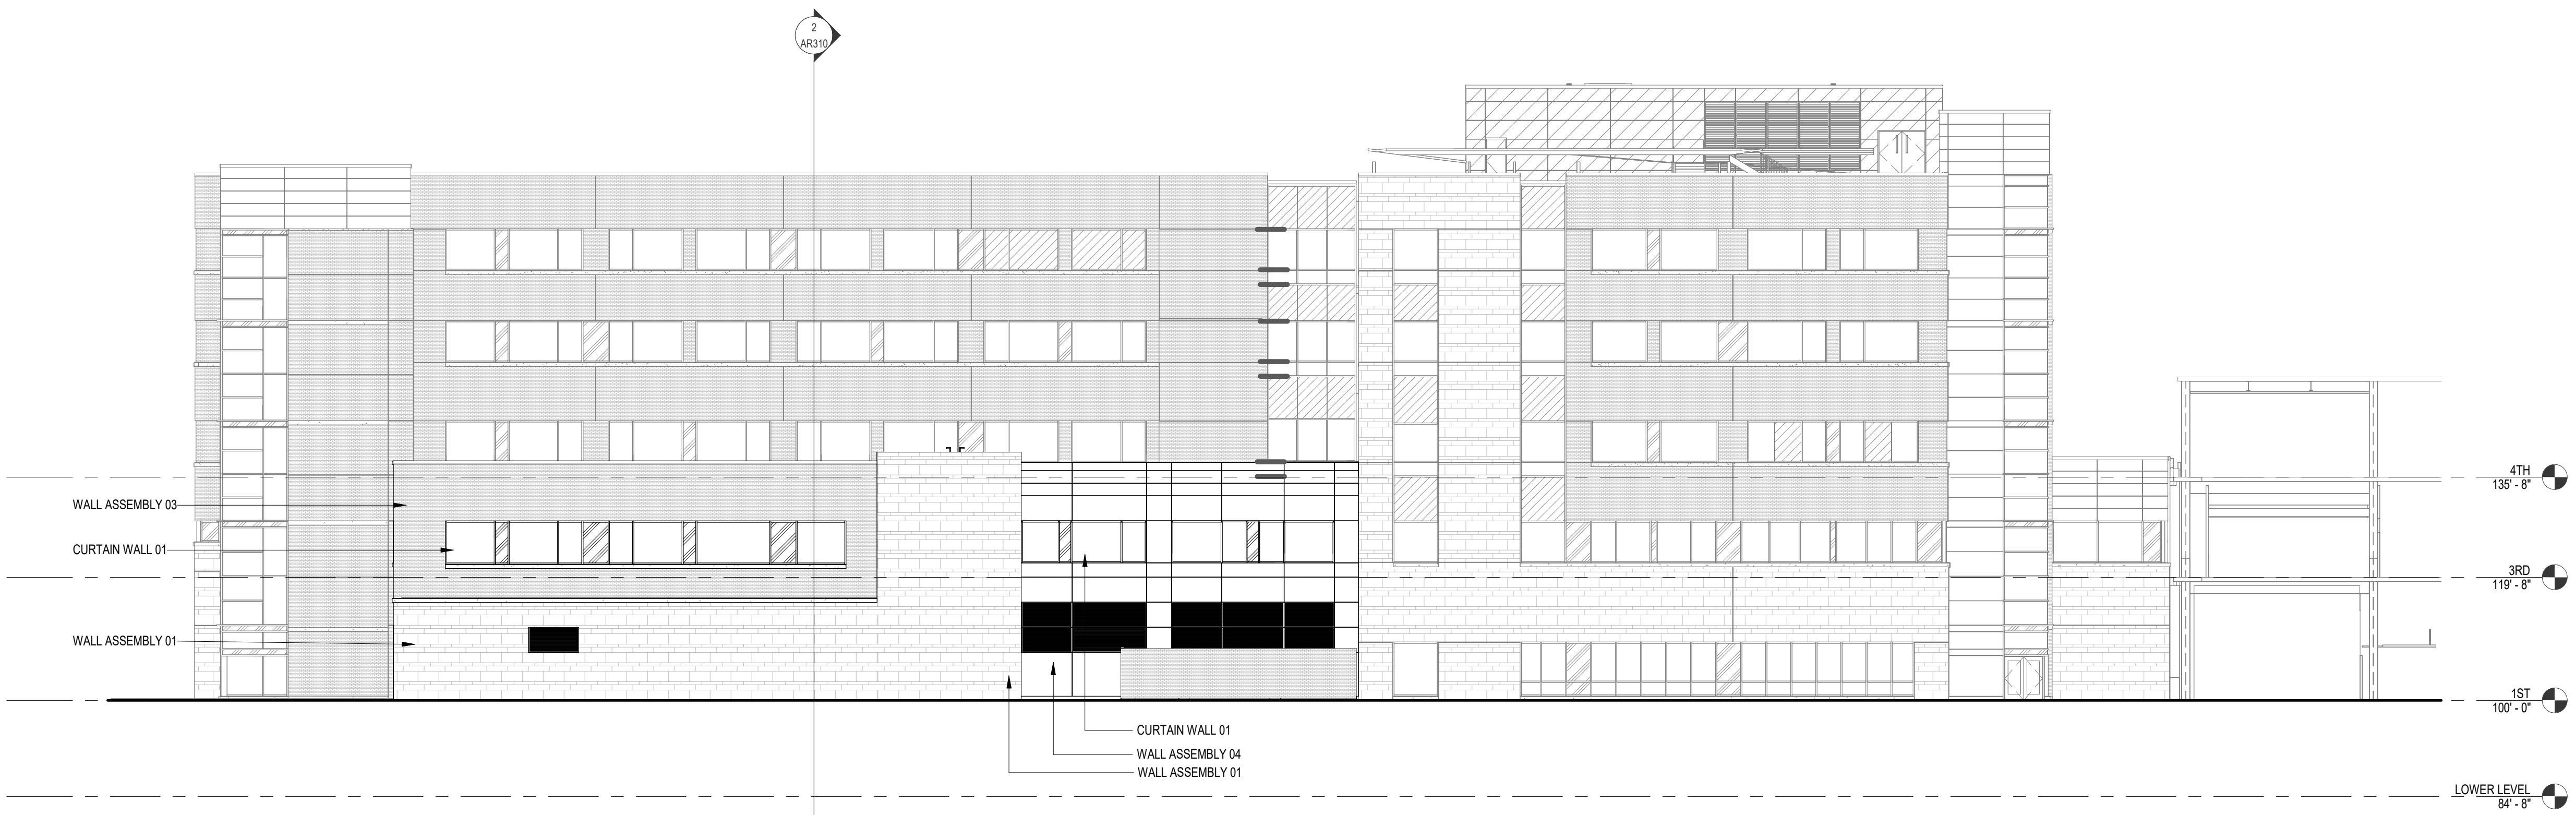 2
AR310
4TH
135' - 8"
WALL ASSEMBLY 03
CURTAIN WALL 01
3RD
119' - 8"
WALL ASSEMBLY 01
1ST
100' - 0"
CURTAIN WALL 01
WALL ASSEMBLY 04
WALL ASSEMBLY 01
LOWER LEVEL
84' - 8"